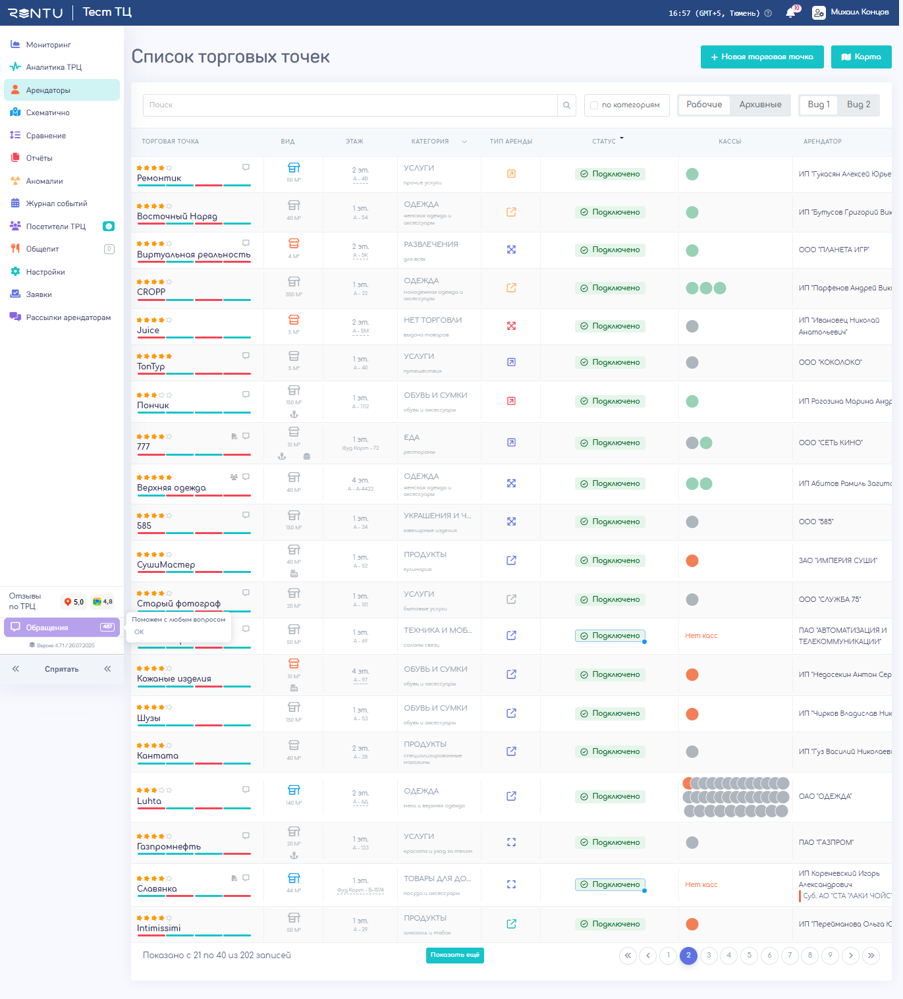 RENTU
Тест ТЦ
16:57 (GMT+5, Тюмень)
10
Михаил Концов
Мониторинг
Аналитика ТРЦ
Арендаторы
Схематично
Сравнение
Отчёты
Аномалии
Журнал событий
Посетители ТРЦ
Общепит
0
Настройки
Заявки
Рассылки арендаторам
Отзывы по ТРЦ
5,0
4,8
Обращения
487
Поможем с любым вопросом
ОК
Версия 4.7.1 / 26.07.2025
Спрятать
Список торговых точек
+ Новая торговая точка
Карта
Поиск
по категориям
Рабочие
Архивные
Вид 1
Вид 2
ТОРГОВАЯ ТОЧКА ВИД ЭТАЖ КАТЕГОРИЯ ТИП АРЕНДЫ СТАТУС КАССЫ АРЕНДАТОР
Ремонтик 50 М² 2 эт. А - 4В УСЛУГИ прочие услуги Подключено ИП "Гукасян Алексей Юрье
Восточный Наряд 40 М² 1 эт. А - 54 ОДЕЖДА женская одежда и аксессуары Подключено ИП "Бутусов Григорий Вик
Виртуальная реальность 4 М² 2 эт. А - 5К РАЗВЛЕЧЕНИЯ для всех Подключено ООО "ПЛАНЕТА ИГР"
CROPP 350 М² 1 эт. А - 22 ОДЕЖДА молодежная одежда и аксессуары Подключено ИП "Парфенов Андрей Вик
Juice 5 М² 2 эт. А - 5М НЕТ ТОРГОВЛИ выдача товаров Подключено ИП "Ивановец Николай Анатольевич"
ТопТур 5 М² 1 эт. А - 40 УСЛУГИ путешествия Подключено ООО "КОКОЛОКО"
Пончик 150 М² 1 эт. А - 1112 ОБУВЬ И СУМКИ обувь и аксессуары Подключено ИП Рогозина Марина Андр
777 10 М² 1 эт. Фуд Корт - 72 ЕДА рестораны Подключено ООО "СЕТЬ КИНО"
Верхняя одежда 40 М² 4 эт. А - А-4422 ОДЕЖДА женская одежда и аксессуары Подключено ИП Абитов Рамиль Загито
585 150 М² 1 эт. А - 24 УКРАШЕНИЯ И Ч... ювелирные изделия Подключено ООО "585"
СушиМастер 40 М² 1 эт. А - 52 ПРОДУКТЫ кулинария Подключено ЗАО "ИМПЕРИЯ СУШИ"
Старый фотограф 20 М² 1 эт. А - 101 УСЛУГИ бытовые услуги Подключено ООО "СЛУЖБА 75"
50 М² 1 эт. А - 69 ТЕХНИКА И МОБ... салоны связи Подключено Нет касс ПАО "АВТОМАТИЗАЦИЯ И ТЕЛЕКОММУНИКАЦИИ"
Кожаные изделия 10 М² 4 эт. А - 97 ОБУВЬ И СУМКИ обувь и аксессуары Подключено ИП "Недосекин Антон Сер
Шузы 150 М² 1 эт. А - 53 ОБУВЬ И СУМКИ обувь и аксессуары Подключено ИП "Чирков Владислав Ник
Кантата 40 М² 2 эт. А - 28 ПРОДУКТЫ специализированные магазины Подключено ИП "Гуз Василий Николаеви
Luhta 140 М² 2 эт. А - 6Д ОДЕЖДА меха и верхняя одежда Подключено ОАО "ОДЕЖДА"
Газпромнефть 20 М² 1 эт. А - 123 УСЛУГИ красота и уход за телом Подключено ПАО "ГАЗПРОМ"
Славянка 44 М² 1 эт. Фуд Корт - Б-1074 ТОВАРЫ ДЛЯ ДО... посуда и аксессуары Подключено Нет касс ИП Кореневский Игорь Александрович Суб. АО "СТА "ЛАКИ ЧОЙС"
Intimissimi 50 М² 1 эт. А - 29 ПРОДУКТЫ алкоголь и табак Подключено ИП "Перейманова Ольга Ю
Показано с 21 по 40 из 202 записей
Показать ещё
1 2 3 4 5 6 7 8 9